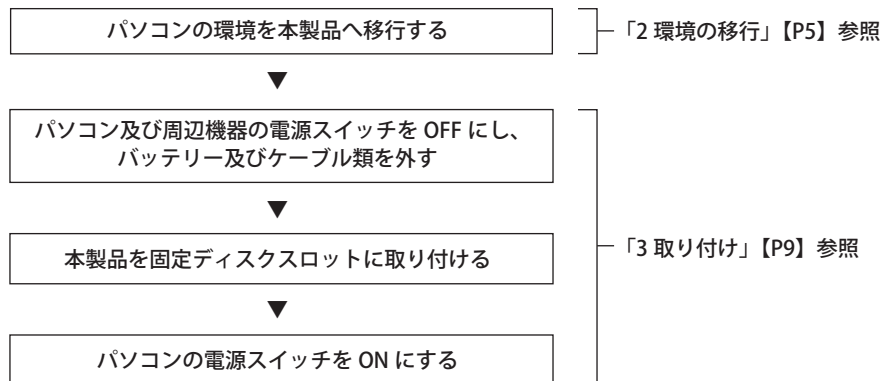 パソコンの環境を本製品へ移行する
「2 環境の移行」【P5】参照
▼
パソコン及び周辺機器の電源スイッチを OFF にし、
バッテリー及びケーブル類を外す
▼
本製品を固定ディスクスロットに取り付ける
「3 取り付け」【P9】参照
▼
パソコンの電源スイッチを ON にする